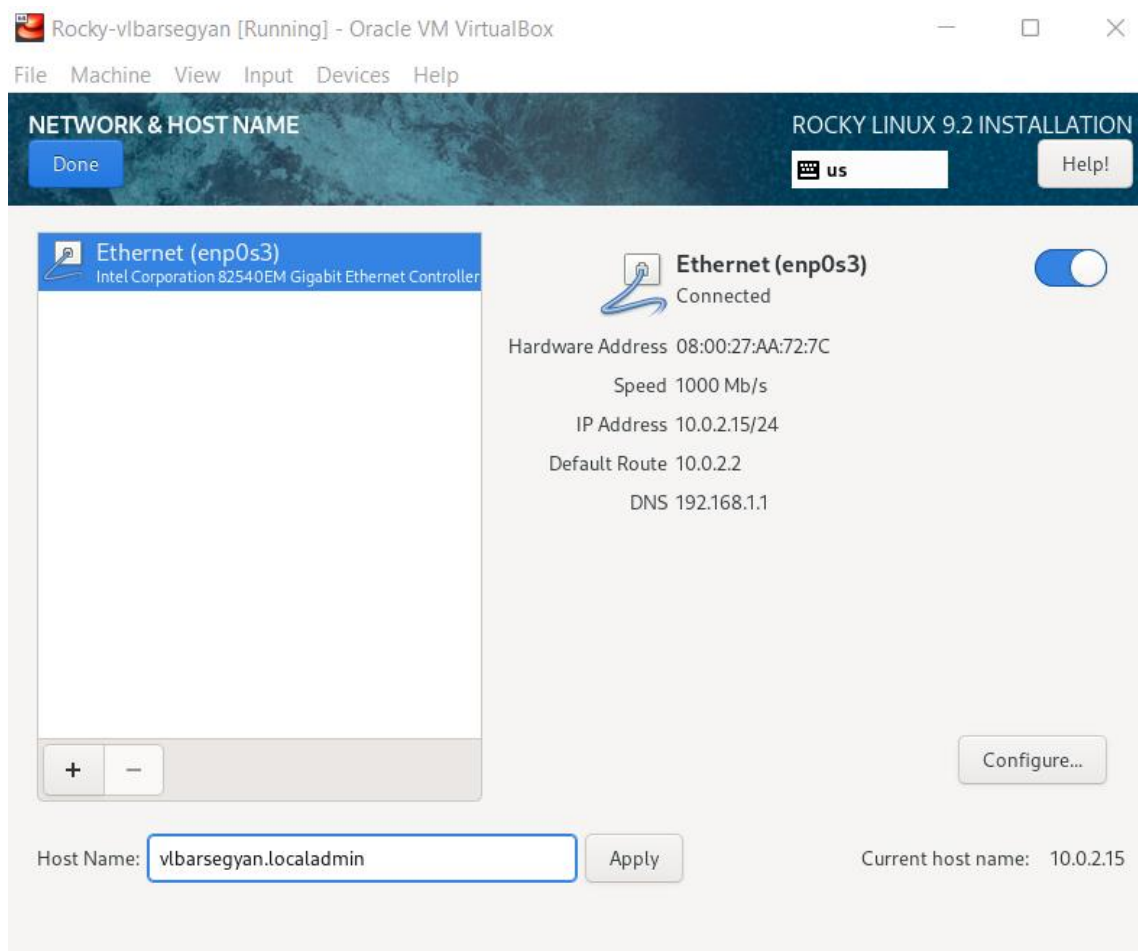 Rocky-vlbarsegyan [Running] - Oracle VM VirtualBox
File Machine View Input Devices Help
NETWORK & HOST NAME
ROCKY LINUX 9.2 INSTALLATION
Done
us
Help!
Ethernet (enp0s3)
Intel Corporation 82540EM Gigabit Ethernet Controller
Ethernet (enp0s3)
Connected
Hardware Address 08:00:27:AA:72:7C
Speed 1000 Mb/s
IP Address 10.0.2.15/24
Default Route 10.0.2.2
DNS 192.168.1.1
+ −
Configure...
Host Name: vlbarsegyan.localadmin Apply Current host name: 10.0.2.15